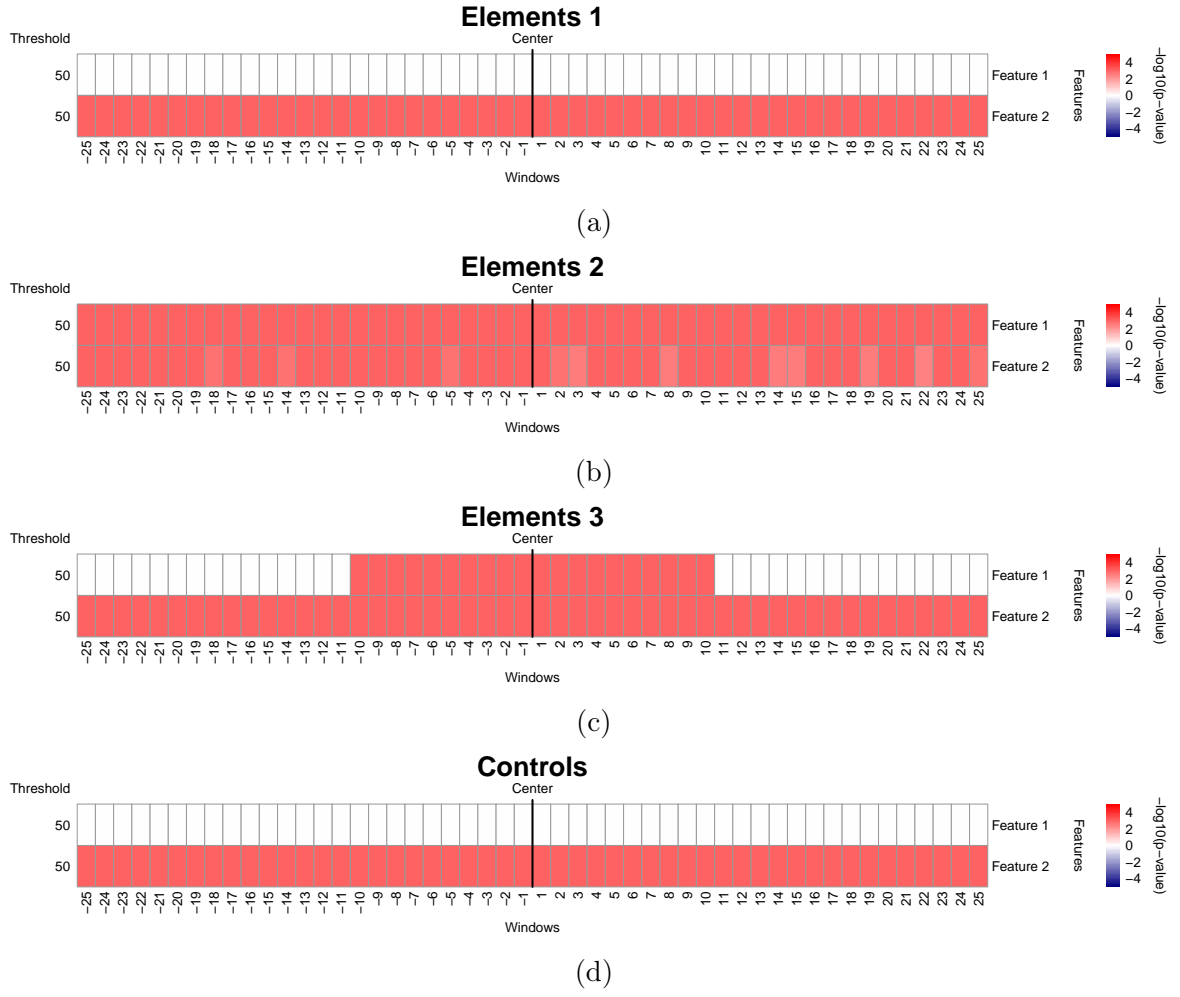 Elements 1
Threshold Center
50 Feature 1
50 Feature 2
−25 −24 −23 −22 −21 −20 −19 −18 −17 −16 −15 −14 −13 −12 −11 −10 −9 −8 −7 −6 −5 −4 −3 −2 −1 1 2 3 4 5 6 7 8 9 10 11 12 13 14 15 16 17 18 19 20 21 22 23 24 25
Windows
Features
4
2
0
−2
−4
−log10(p−value)
(a)
Elements 2
Threshold Center
50 Feature 1
50 Feature 2
−25 −24 −23 −22 −21 −20 −19 −18 −17 −16 −15 −14 −13 −12 −11 −10 −9 −8 −7 −6 −5 −4 −3 −2 −1 1 2 3 4 5 6 7 8 9 10 11 12 13 14 15 16 17 18 19 20 21 22 23 24 25
Windows
Features
4
2
0
−2
−4
−log10(p−value)
(b)
Elements 3
Threshold Center
50 Feature 1
50 Feature 2
−25 −24 −23 −22 −21 −20 −19 −18 −17 −16 −15 −14 −13 −12 −11 −10 −9 −8 −7 −6 −5 −4 −3 −2 −1 1 2 3 4 5 6 7 8 9 10 11 12 13 14 15 16 17 18 19 20 21 22 23 24 25
Windows
Features
4
2
0
−2
−4
−log10(p−value)
(c)
Controls
Threshold Center
50 Feature 1
50 Feature 2
−25 −24 −23 −22 −21 −20 −19 −18 −17 −16 −15 −14 −13 −12 −11 −10 −9 −8 −7 −6 −5 −4 −3 −2 −1 1 2 3 4 5 6 7 8 9 10 11 12 13 14 15 16 17 18 19 20 21 22 23 24 25
Windows
Features
4
2
0
−2
−4
−log10(p−value)
(d)